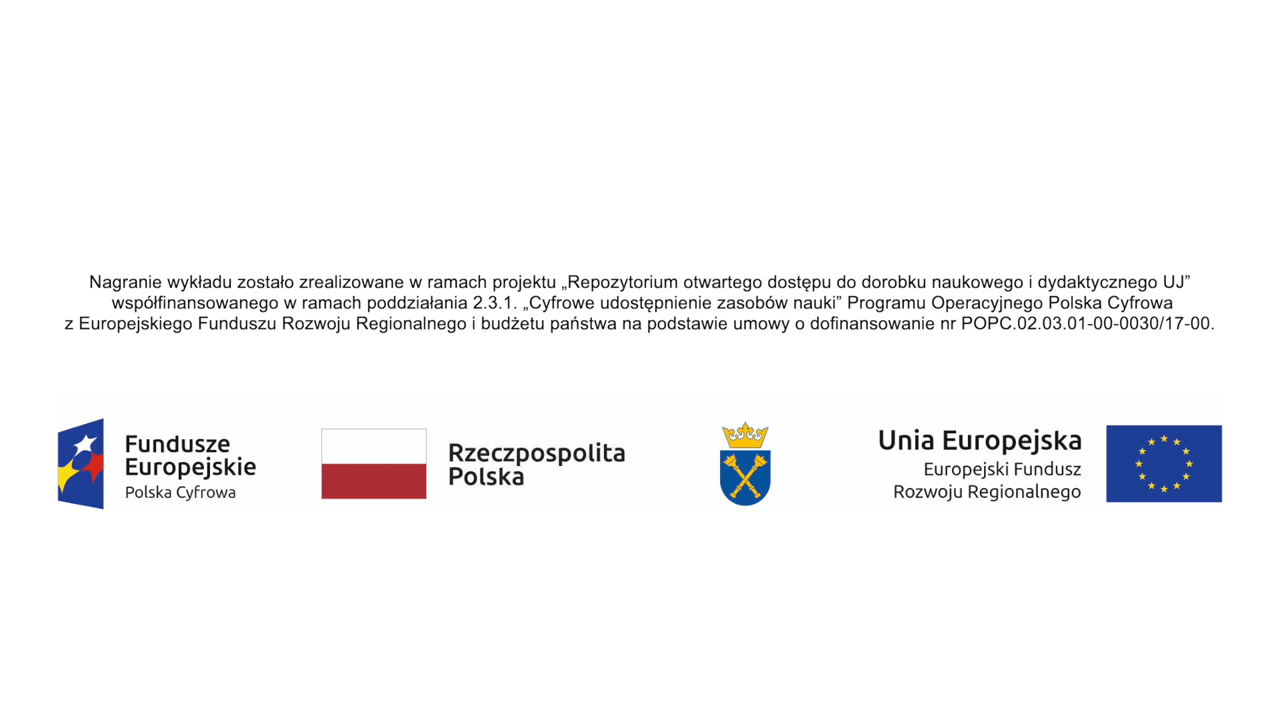 Nagranie wykładu zostało zrealizowane w ramach projektu „Repozytorium otwartego dostępu do dorobku naukowego i dydaktycznego UJ”
współfinansowanego w ramach poddziałania 2.3.1. „Cyfrowe udostępnienie zasobów nauki” Programu Operacyjnego Polska Cyfrowa
z Europejskiego Funduszu Rozwoju Regionalnego i budżetu państwa na podstawie umowy o dofinansowanie nr POPC.02.03.01-00-0030/17-00.
Fundusze
Europejskie
Polska Cyfrowa
Rzeczpospolita
Polska
Unia Europejska
Europejski Fundusz
Rozwoju Regionalnego